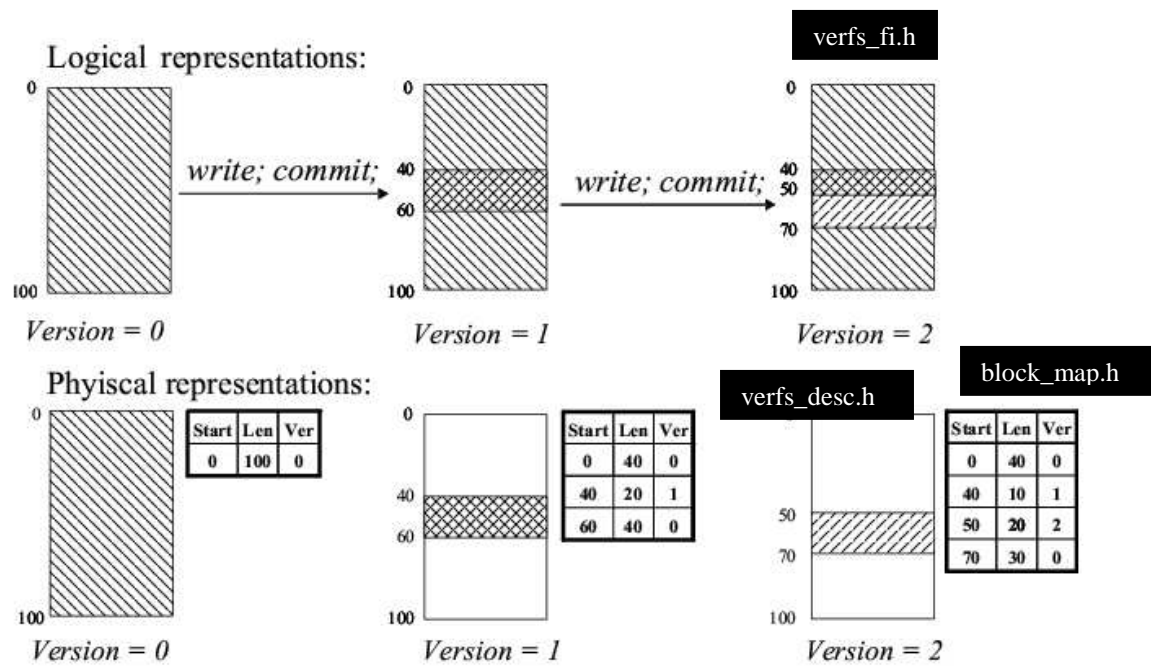 verfs_fi.h
Logical representations:
0
100
Version = 0
write; commit;
0
40
60
100
Version = 1
write; commit;
0
40
50
70
100
Version = 2
block_map.h
verfs_desc.h
Phyiscal representations:
0
100
Version = 0
Start Len Ver
0 100 0
0
40
60
100
Version = 1
Start Len Ver
0 40 0
40 20 1
60 40 0
50
70
100
Version = 2
Start Len Ver
0 40 0
40 10 1
50 20 2
70 30 0